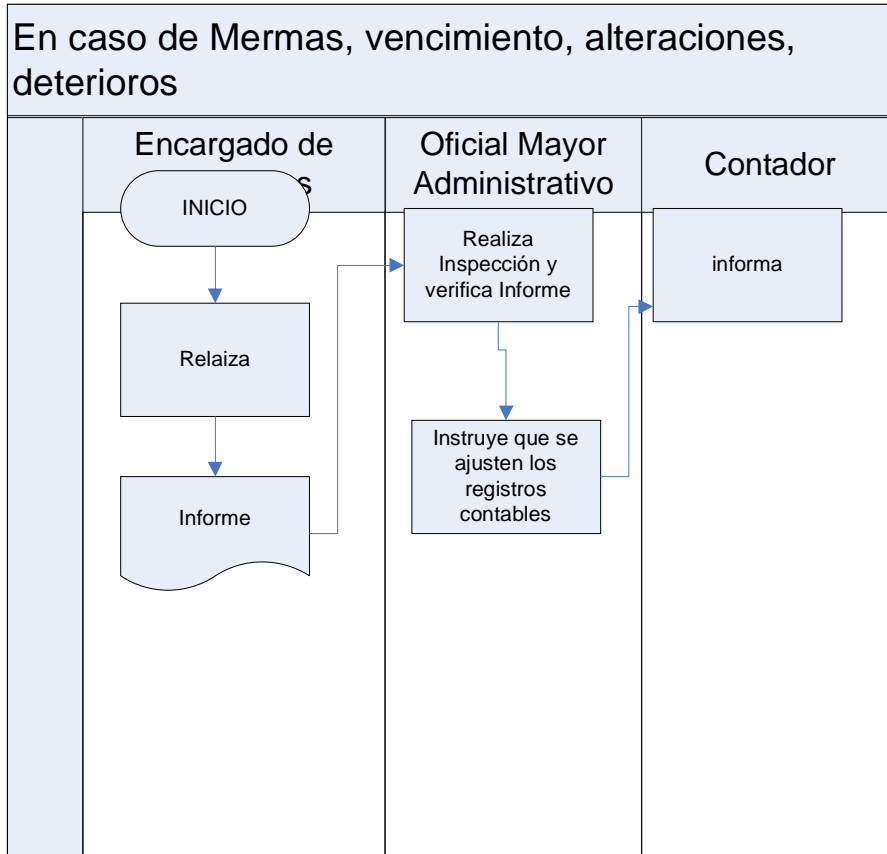 En caso de Mermas, vencimiento, alteraciones,
deterioros
Encargado de
Oficial Mayor
Administrativo
Contador
INICIO
Relaiza
Informe
Realiza
Inspección y
verifica Informe
Instruye que se
ajusten los
registros
contables
informa